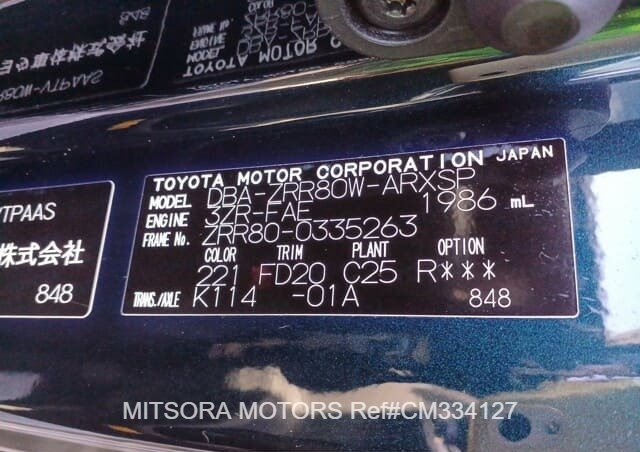 TOYOTA MOTOR CORPORATION JAPAN
MODEL DBA-ZRR80W-ARXSP
ENGINE 3ZR-FAE 1986 mL
FRAME No. ZRR80-0335263
COLOR TRIM PLANT OPTION
221 FD20 C25 R***
TRANS./AXLE K114 -01A 848
TPAAS
株式会社
848
MITSORA MOTORS Ref#CM334127